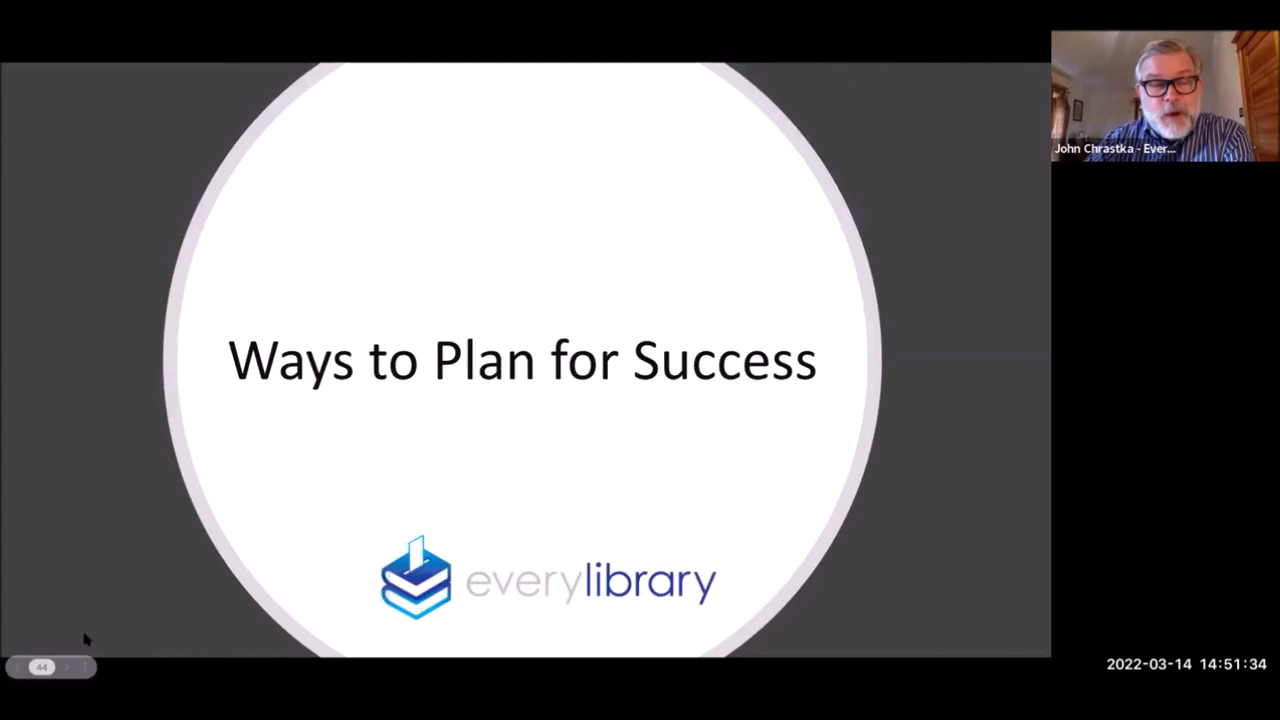 John Chrastka - Ever...
Ways to Plan for Success
everylibrary
44
2022-03-14 14:51:34